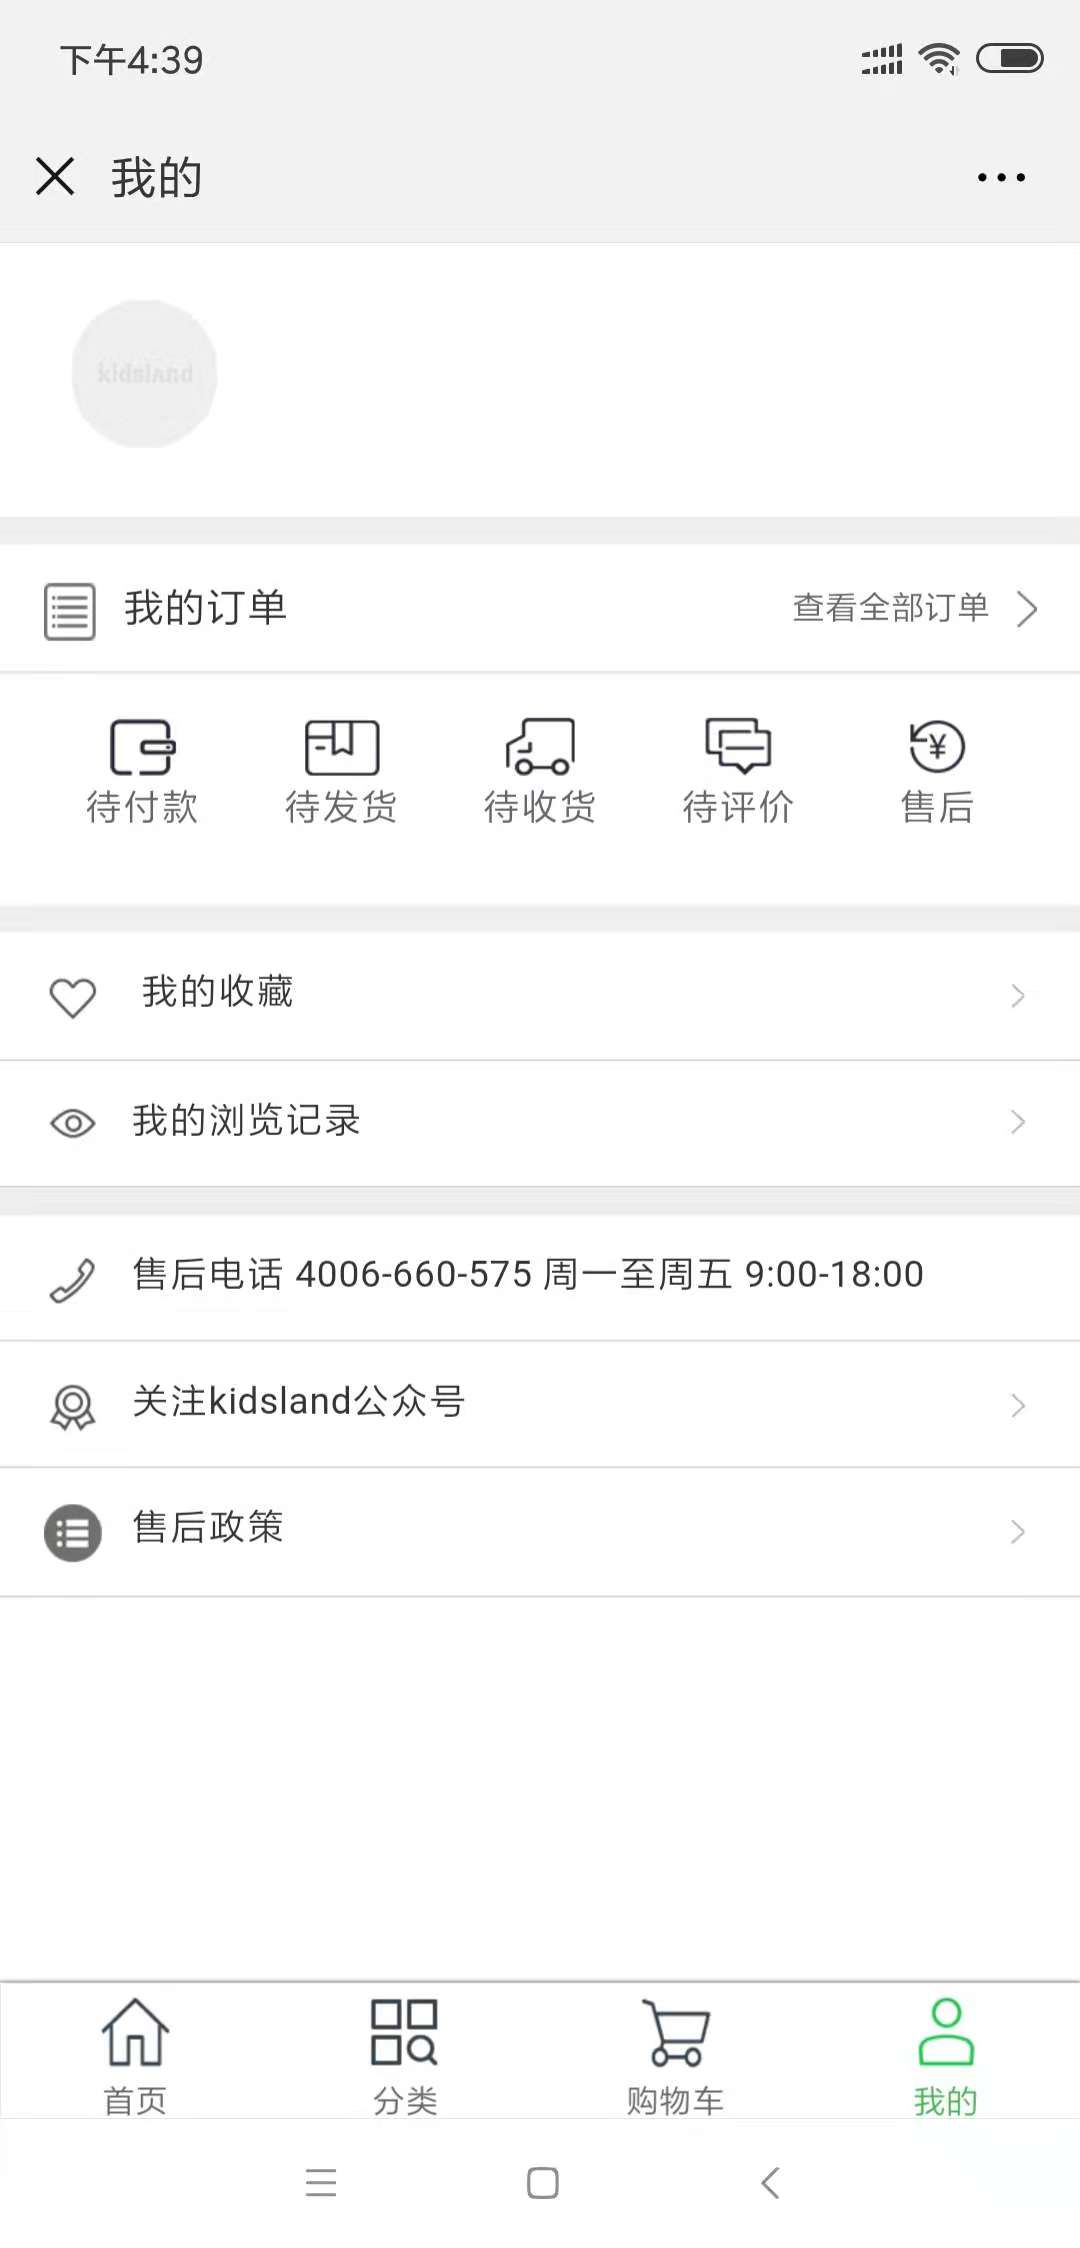 下午4:39
我的
kidsland
我的订单 查看全部订单
待付款 待发货 待收货 待评价 售后
我的收藏
我的浏览记录
售后电话 4006-660-575 周一至周五 9:00-18:00
关注kidsland公众号
售后政策
首页 分类 购物车 我的